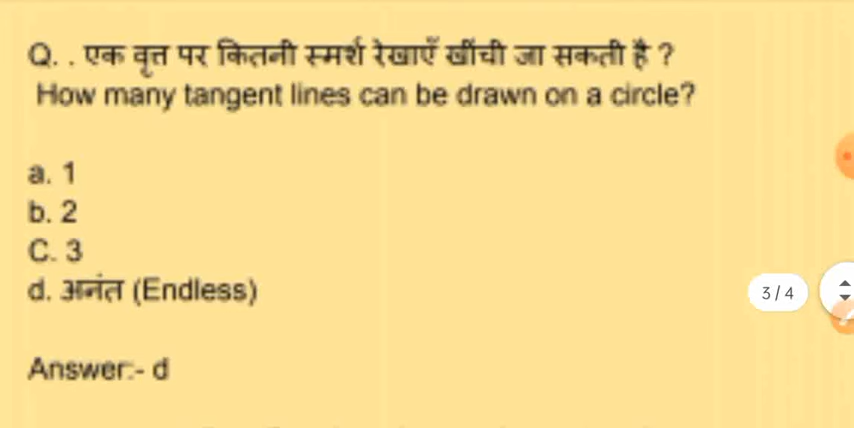 Q. . एक वृत्त पर कितनी स्मर्श रेखाएँ खींची जा सकती है ?
How many tangent lines can be drawn on a circle?
a. 1
b. 2
C. 3
d. अनंत (Endless)
3 / 4
Answer:- d